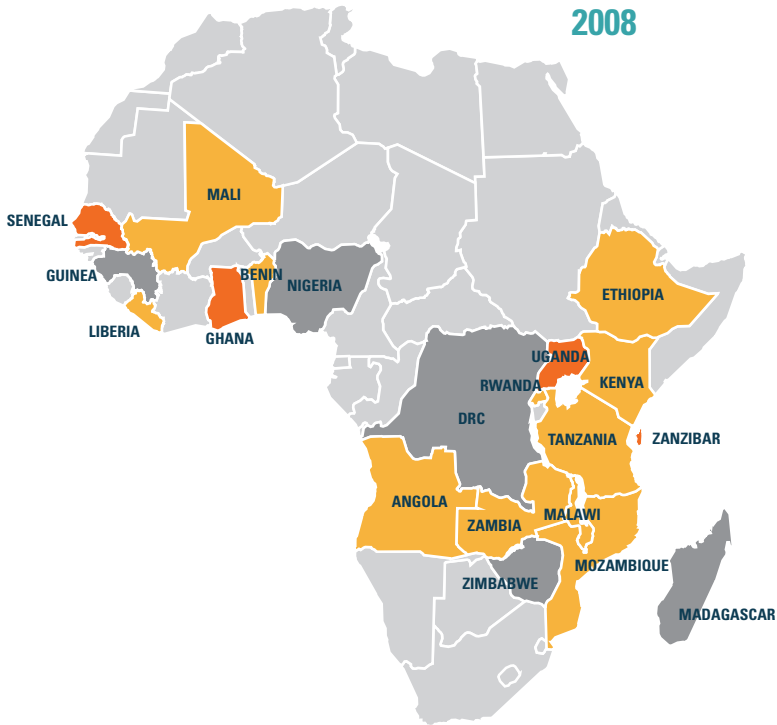 2008
MALI
SENEGAL
GUINEA
BENIN
NIGERIA
ETHIOPIA
LIBERIA
GHANA
UGANDA
RWANDA
KENYA
DRC
TANZANIA
ZANZIBAR
ANGOLA
MALAWI
ZAMBIA
MOZAMBIQUE
ZIMBABWE
MADAGASCAR